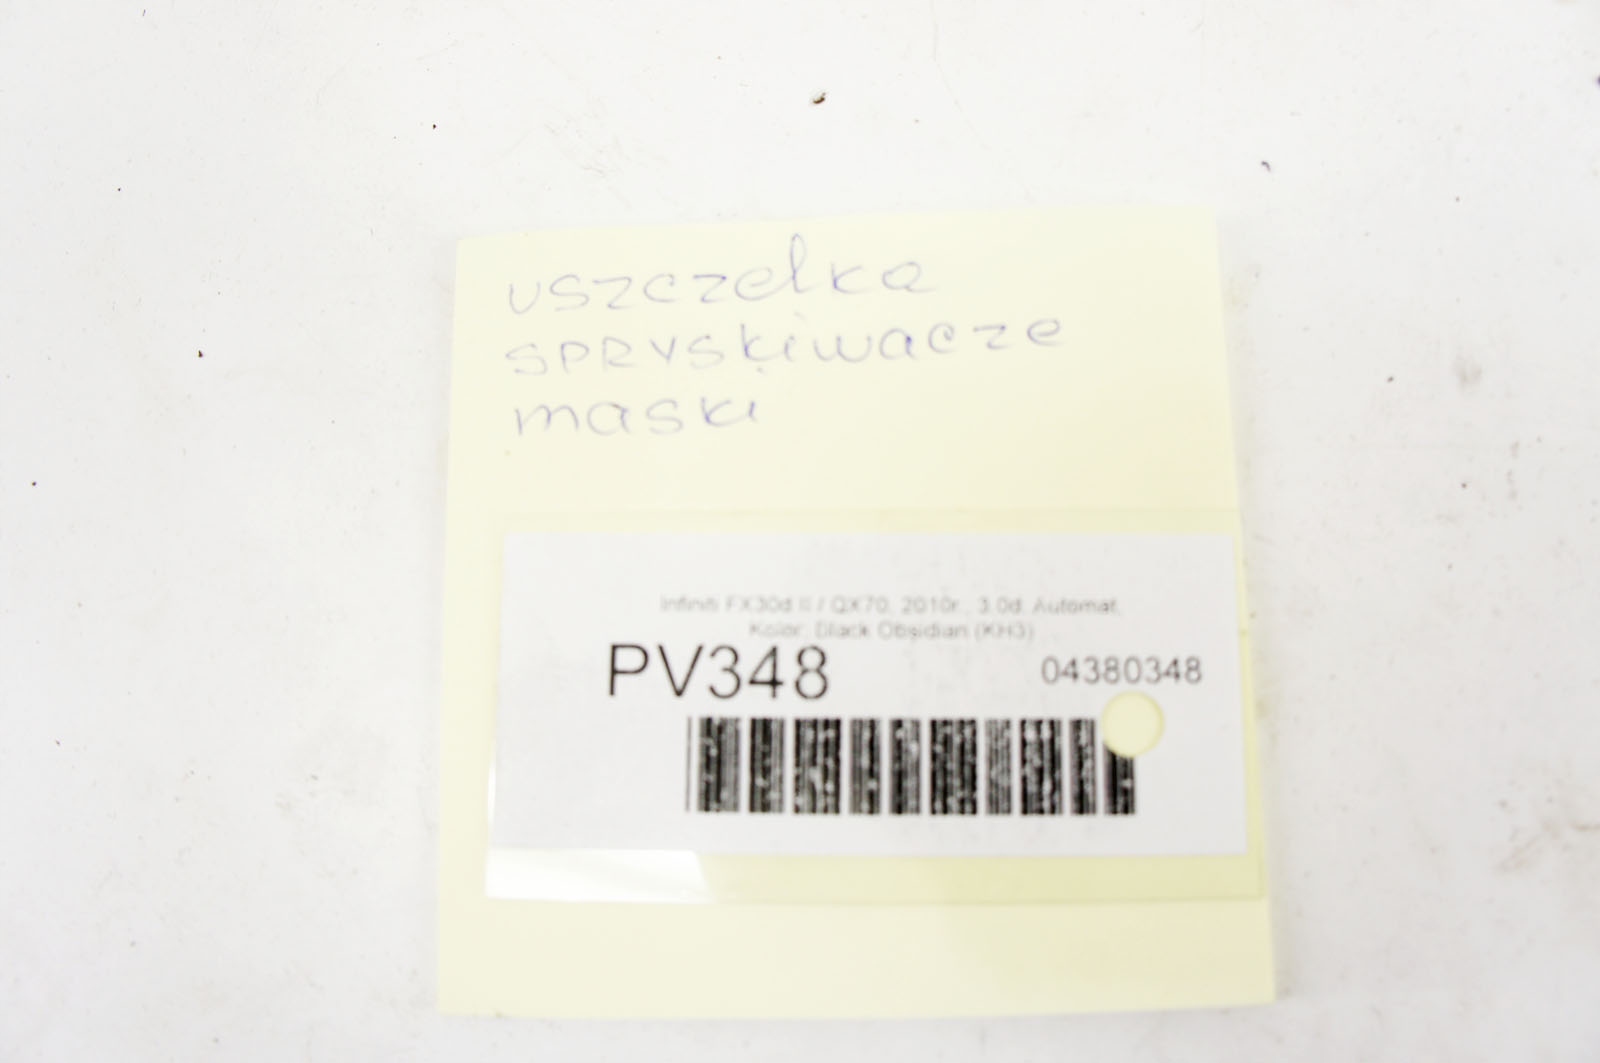 uszczelka
spryskiwacze
maski
Infiniti FX30d II / QX70, 2010r., 3.0d, Automat,
Kolor: Black Obsidian (KH3)
PV348
04380348